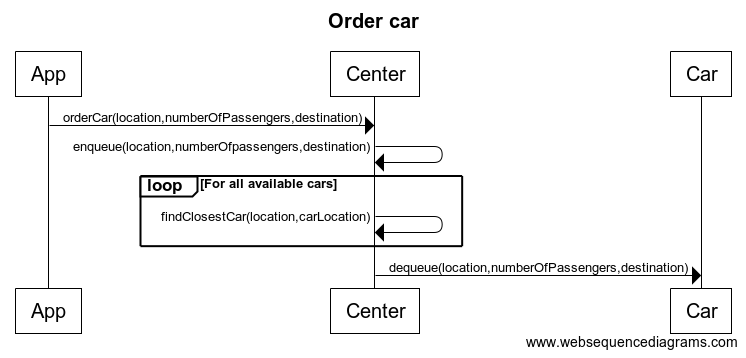 Order car
App Center Car
orderCar(location,numberOfPassengers,destination)
enqueue(location,numberOfpassengers,destination)
loop [For all available cars]
findClosestCar(location,carLocation)
dequeue(location,numberOfPassengers,destination)
App Center Car
www.websequencediagrams.com